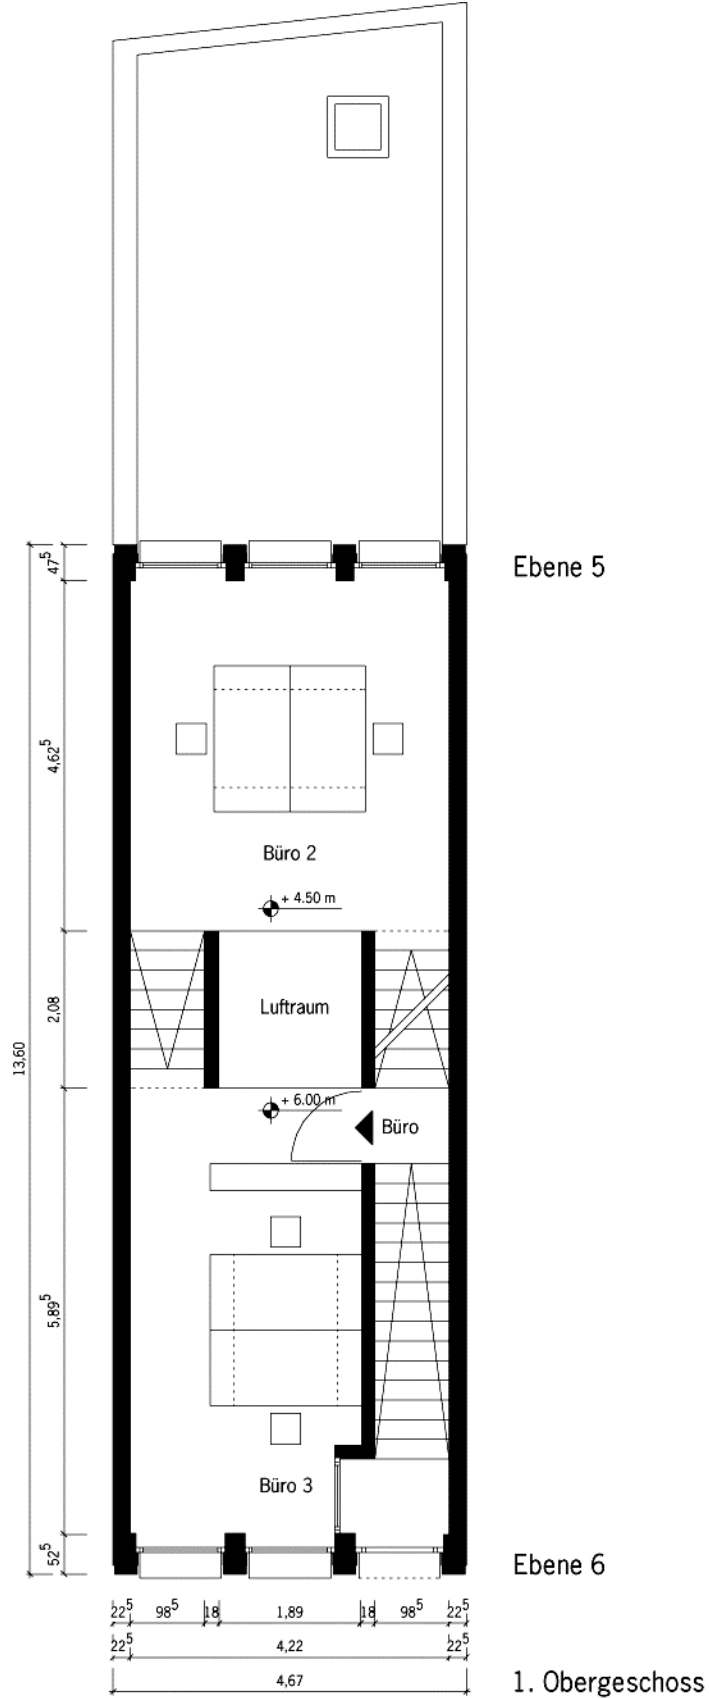 47⁵
Ebene 5
4,62⁵
Büro 2
+ 4.50 m
Luftraum
2,08
13,60
+ 6.00 m
Büro
5,89⁵
Büro 3
52⁵
Ebene 6
22⁵ 98⁵ 18 1,89 18 98⁵ 22⁵
22⁵ 4,22 22⁵
4,67
1. Obergeschoss